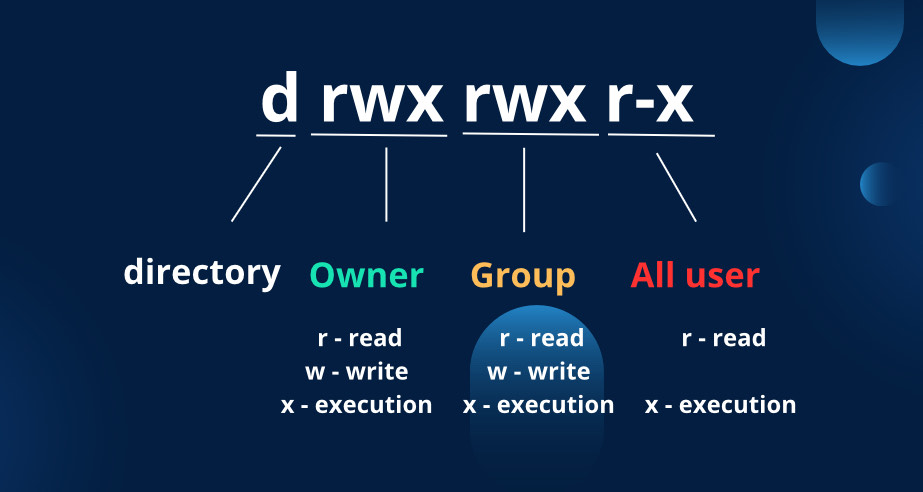 d rwx rwx r-x
directory Owner Group All user
r - read r - read r - read
w - write w - write
x - execution x - execution x - execution